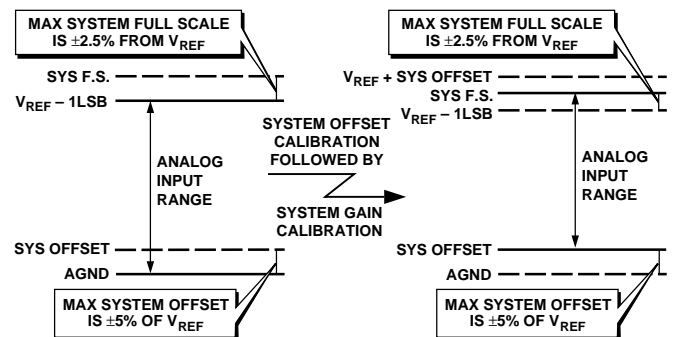 MAX SYSTEM FULL SCALE
IS ±2.5% FROM VREF
SYS F.S.
VREF – 1LSB
ANALOG
INPUT
RANGE
SYS OFFSET
AGND
MAX SYSTEM OFFSET
IS ±5% OF VREF
SYSTEM OFFSET
CALIBRATION
FOLLOWED BY
SYSTEM GAIN
CALIBRATION
MAX SYSTEM FULL SCALE
IS ±2.5% FROM VREF
VREF + SYS OFFSET
SYS F.S.
VREF – 1LSB
ANALOG
INPUT
RANGE
SYS OFFSET
AGND
MAX SYSTEM OFFSET
IS ±5% OF VREF